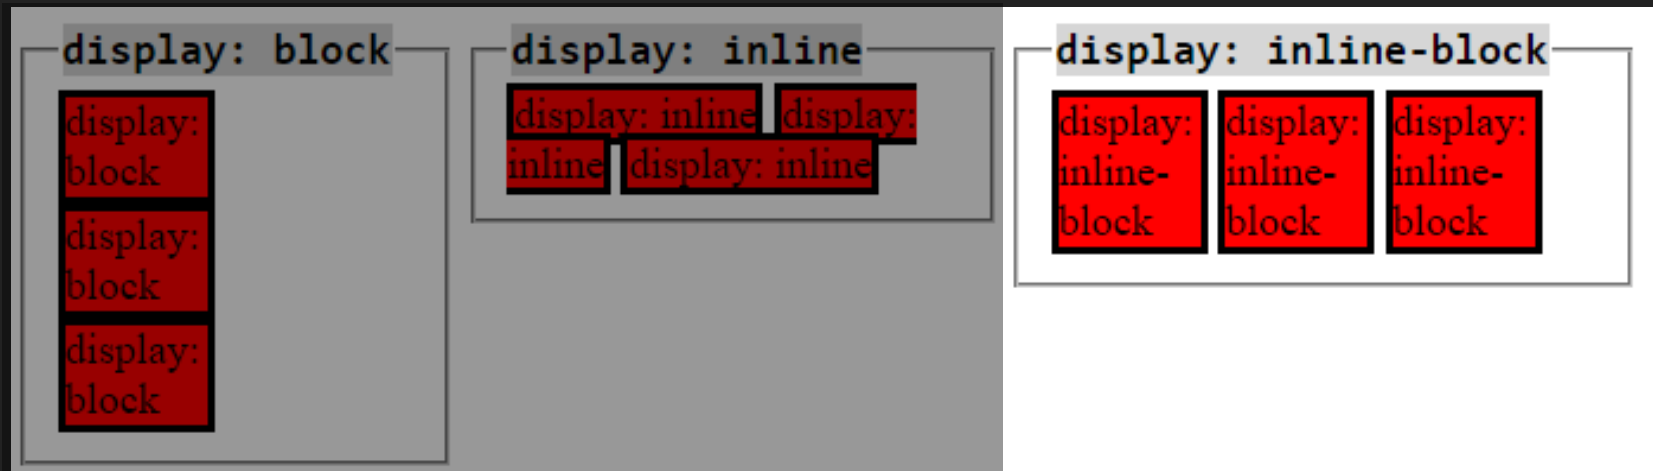 display: block
display:
block
display:
block
display:
block
display: inline
display: inline display:
inline display: inline
display: inline-block
display:
inline-
block
display:
inline-
block
display:
inline-
block